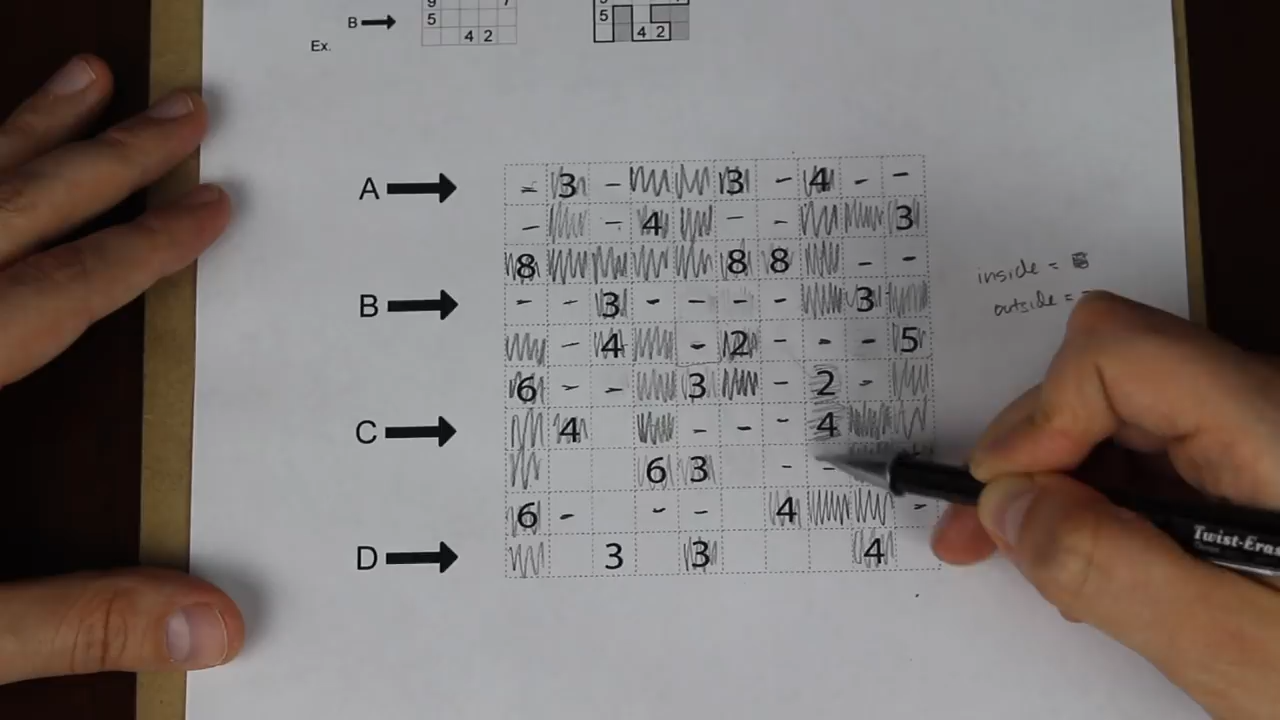 B
5
4 2
5
4 2
Ex.
A - 3 - 3 - 4 - -
- - 4 - - 3
8 8 8 - -
inside =
B - - 3 - - - - 3
outside =
- 4 - 2 - - - 5
6 - - 3 - 2 -
C 4 - - - 4
6 3 - -
6 - - - 4 -
Twist-Eras
D 3 3 4